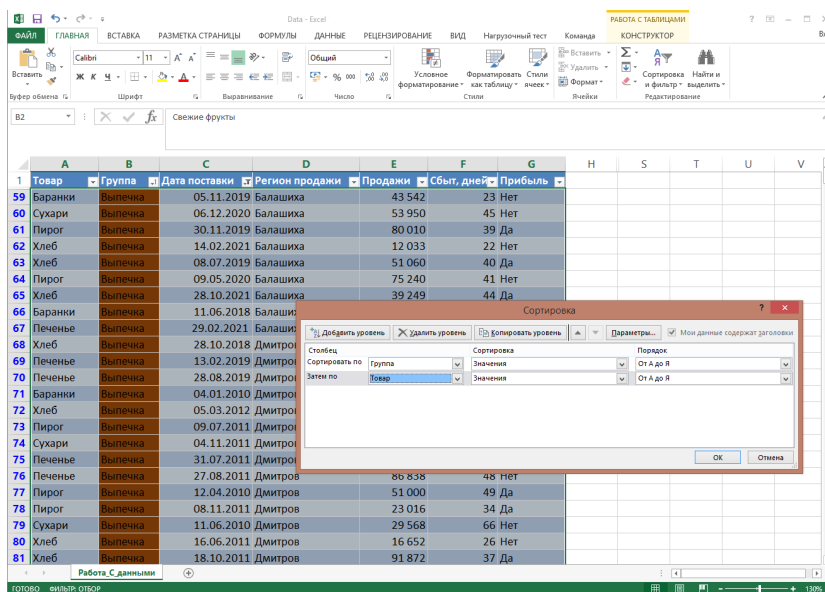 Data - Excel
РАБОТА С ТАБЛИЦАМИ
ФАЙЛ ГЛАВНАЯ ВСТАВКА РАЗМЕТКА СТРАНИЦЫ ФОРМУЛЫ ДАННЫЕ РЕЦЕНЗИРОВАНИЕ ВИД Нагрузочный тест Команда КОНСТРУКТОР
Calibri 11 Общий
Вставить
Ж К Ч
% 000
Условное форматирование
Форматировать как таблицу
Стили ячеек
Вставить
Удалить
Формат
Сортировка и фильтр
Найти и выделить
Буфер обмена Шрифт Выравнивание Число Стили Ячейки Редактирование
B2 fx Свежие фрукты
A B C D E F G H S T U V
1 Товар Группа Дата поставки Регион продажи Продажи Сбыт, дней Прибыль
59 Баранки Выпечка 05.11.2019 Балашиха 43 542 23 Нет
60 Сухари Выпечка 06.12.2020 Балашиха 53 950 45 Нет
61 Пирог Выпечка 30.11.2019 Балашиха 80 010 39 Да
62 Хлеб Выпечка 14.02.2021 Балашиха 12 033 22 Нет
63 Хлеб Выпечка 08.07.2019 Балашиха 51 060 40 Да
64 Пирог Выпечка 09.05.2020 Балашиха 75 240 41 Нет
65 Хлеб Выпечка 28.10.2021 Балашиха 39 249 44 Да
66 Баранки Выпечка 11.06.2018
67 Печенье Выпечка 29.02.2021
68 Хлеб Выпечка 28.10.2018
69 Печенье Выпечка 13.02.2019
70 Печенье Выпечка 28.08.2019
71 Баранки Выпечка 04.01.2010
72 Хлеб Выпечка 05.03.2012
73 Пирог Выпечка 09.07.2011
74 Сухари Выпечка 04.11.2011
75 Печенье Выпечка 31.07.2011
76 Печенье Выпечка 27.08.2011 Дмитров 86 838 48 Нет
77 Пирог Выпечка 12.04.2010 Дмитров 51 000 49 Да
78 Пирог Выпечка 08.11.2011 Дмитров 23 016 34 Да
79 Сухари Выпечка 11.06.2010 Дмитров 29 568 66 Нет
80 Хлеб Выпечка 16.06.2011 Дмитров 16 652 26 Нет
81 Хлеб Выпечка 18.10.2011 Дмитров 91 872 37 Да
Сортировка
Добавить уровень Удалить уровень Копировать уровень Параметры... Мои данные содержат заголовки
Столбец Сортировка Порядок
Сортировать по Группа Значения От А до Я
Затем по Товар Значения От А до Я
ОК Отмена
Работа_С_данными
ГОТОВО ФИЛЬТР: ОТБОР 130%